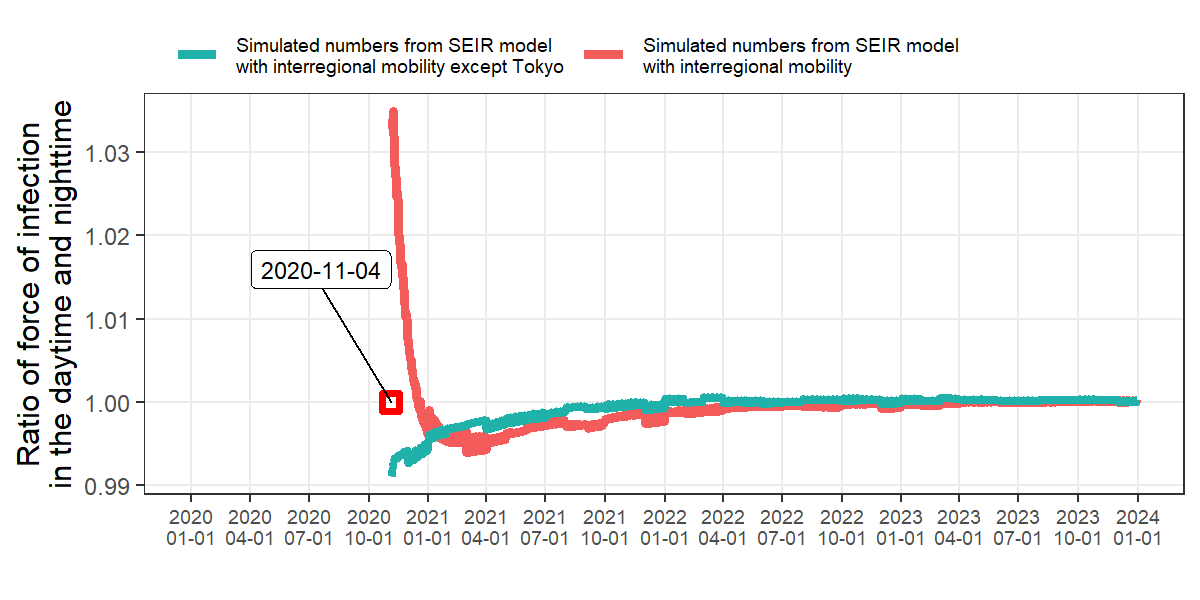 Simulated numbers from SEIR model
with interregional mobility except Tokyo
Simulated numbers from SEIR model
with interregional mobility
Ratio of force of infection
in the daytime and nighttime
1.03
1.02
1.01
1.00
0.99
2020-11-04
2020 2020 2020 2020 2021 2021 2021 2021 2022 2022 2022 2022 2023 2023 2023 2023 2024
01-01 04-01 07-01 10-01 01-01 04-01 07-01 10-01 01-01 04-01 07-01 10-01 01-01 04-01 07-01 10-01 01-01